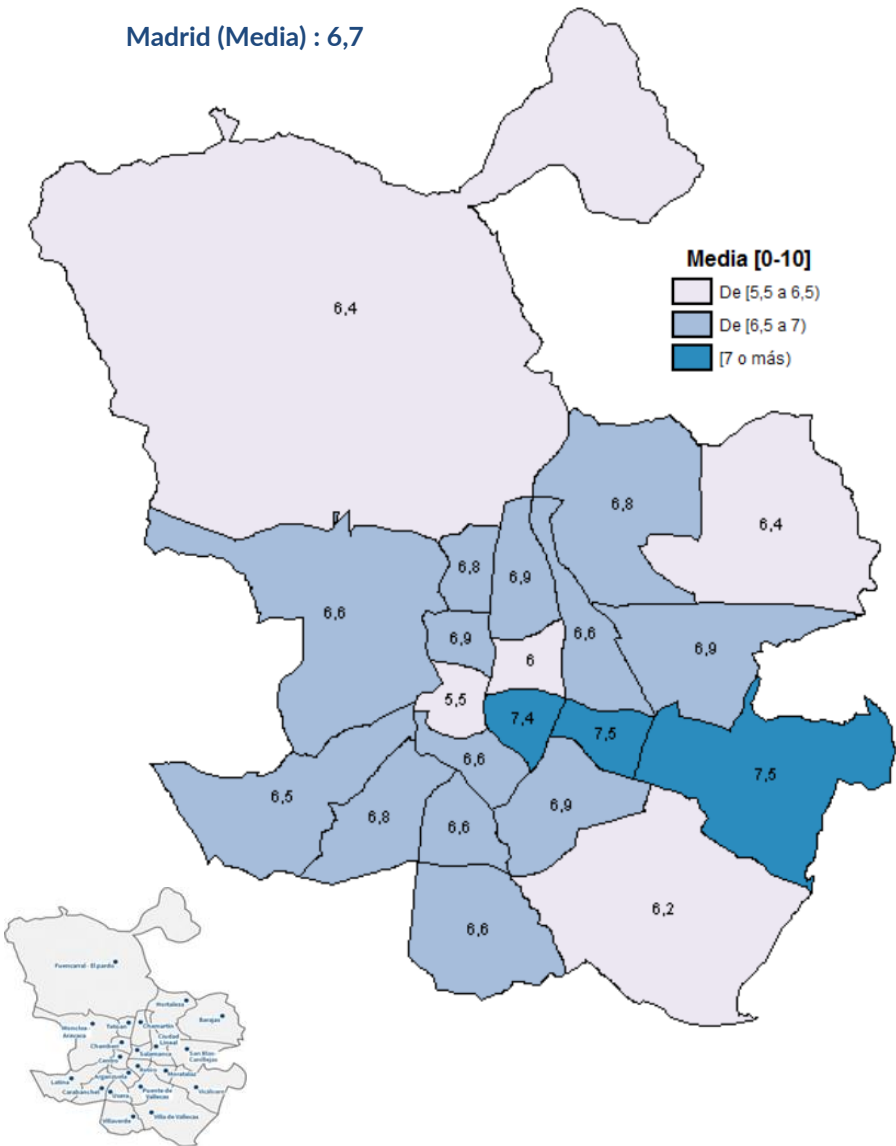 Madrid (Media) : 6,7
Media [0-10]
De [5,5 a 6,5)
De [6,5 a 7)
[7 o más)
6,4
6,8
6,4
6,8
6,9
6,6
6,9
6,6
6,9
6
5,5
7,4
7,5
7,5
6,6
6,5
6,8
6,6
6,9
6,2
6,6
Fuencarral - El pardo
Hortaleza
Barajas
Moncloa-
Aravaca
Tetuan
Chamartín
Ciudad
Lineal
Chamberí
Salamanca
San Blas-
Canillejas
Centro
Retiro
Arganzuela
Moratalaz
Latina
Carabanchel
Usera
Puente de
Vallecas
Vicálvaro
Villaverde
Villa de Vallecas